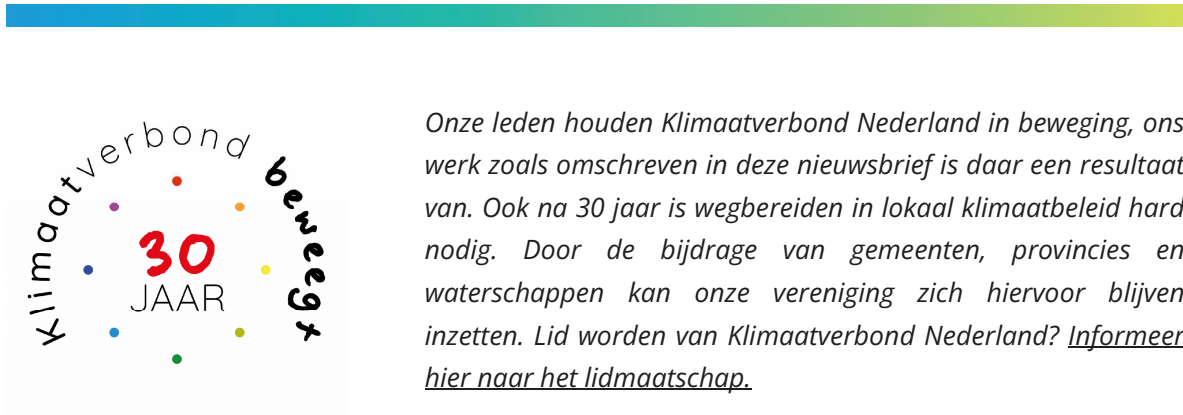 Klimaatverbond beweegt
30
JAAR
Onze leden houden Klimaatverbond Nederland in beweging, ons
werk zoals omschreven in deze nieuwsbrief is daar een resultaat
van. Ook na 30 jaar is wegbereiden in lokaal klimaatbeleid hard
nodig. Door de bijdrage van gemeenten, provincies en
waterschappen kan onze vereniging zich hiervoor blijven
inzetten. Lid worden van Klimaatverbond Nederland? Informeer
hier naar het lidmaatschap.